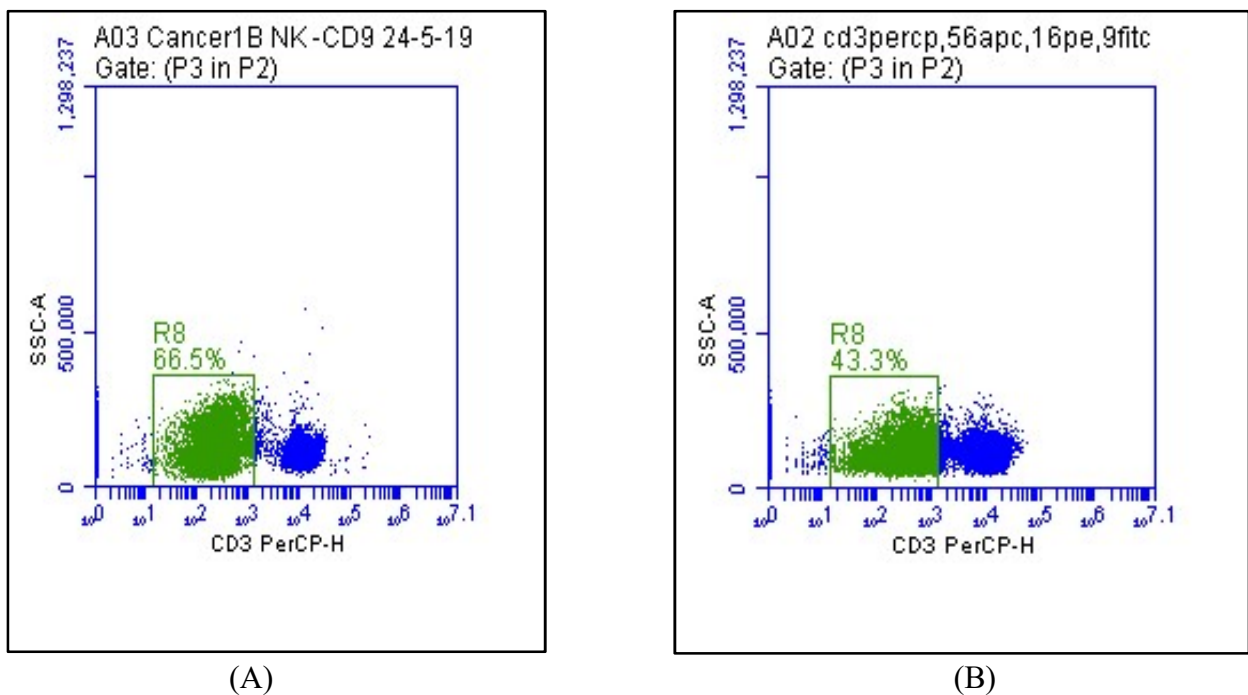 A03 Cancer1B NK-CD9 24-5-19
Gate: (P3 in P2)
1,298,237
500,000
0
SSC-A
R8
66.5%
10^0 10^1 10^2 10^3 10^4 10^5 10^6 10^7.1
CD3 PerCP-H
(A)
A02 cd3percp,56apc,16pe,9fitc
Gate: (P3 in P2)
1,298,237
500,000
0
SSC-A
R8
43.3%
10^0 10^1 10^2 10^3 10^4 10^5 10^6 10^7.1
CD3 PerCP-H
(B)